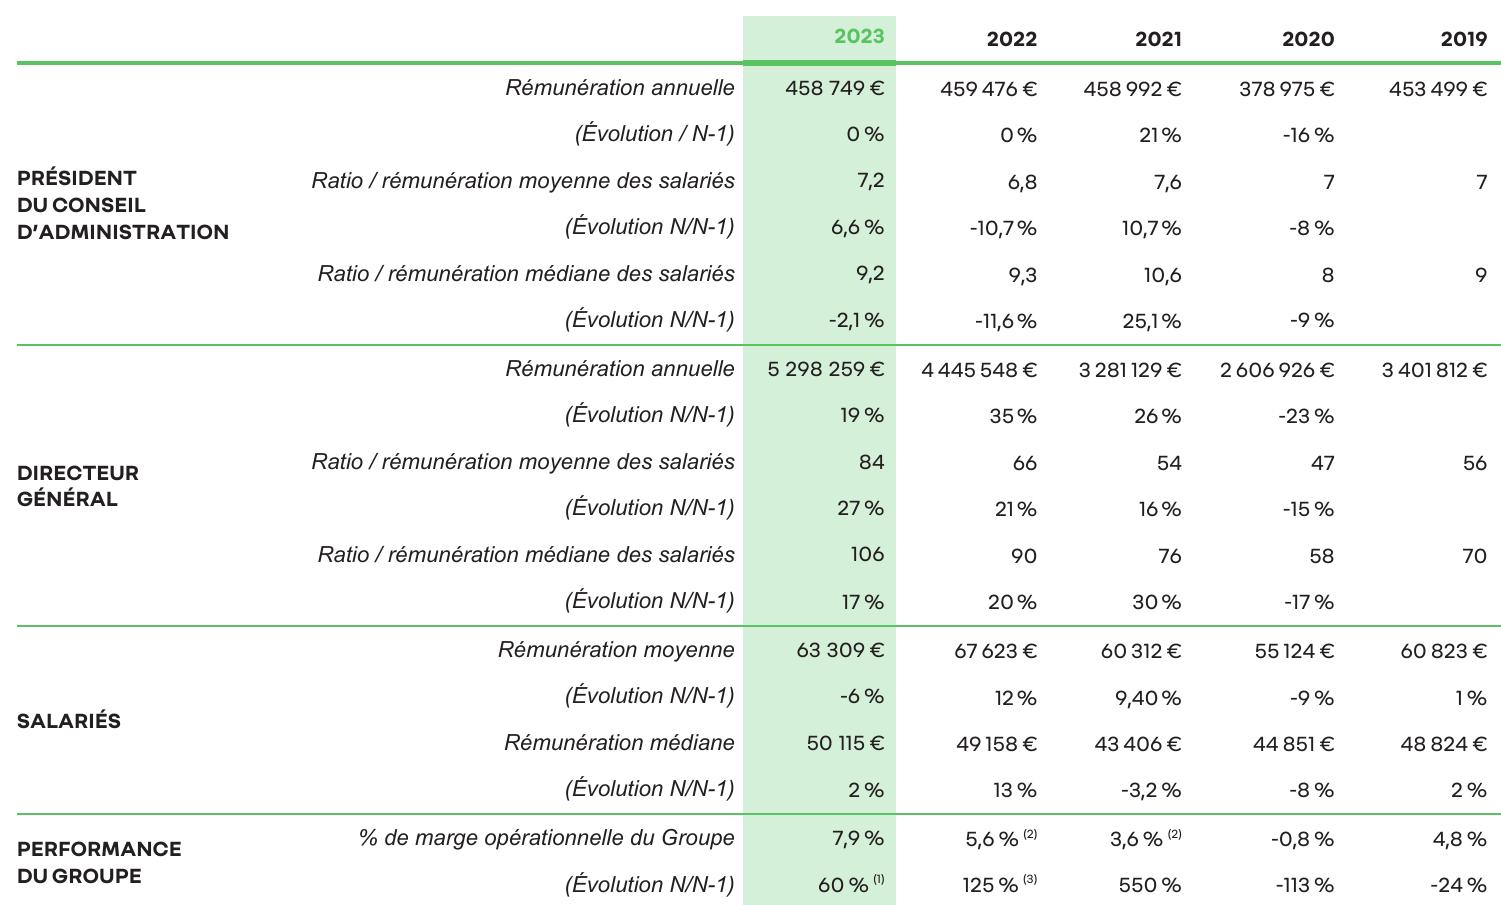 2023 2022 2021 2020 2019
Rémunération annuelle 458 749 € 459 476 € 458 992 € 378 975 € 453 499 €
(Évolution / N-1) 0 % 0 % 21 % -16 %
PRÉSIDENT
DU CONSEIL
D’ADMINISTRATION
Ratio / rémunération moyenne des salariés 7,2 6,8 7,6 7 7
(Évolution N/N-1) 6,6 % -10,7 % 10,7 % -8 %
Ratio / rémunération médiane des salariés 9,2 9,3 10,6 8 9
(Évolution N/N-1) -2,1 % -11,6 % 25,1 % -9 %
Rémunération annuelle 5 298 259 € 4 445 548 € 3 281 129 € 2 606 926 € 3 401 812 €
(Évolution N/N-1) 19 % 35 % 26 % -23 %
DIRECTEUR
GÉNÉRAL
Ratio / rémunération moyenne des salariés 84 66 54 47 56
(Évolution N/N-1) 27 % 21 % 16 % -15 %
Ratio / rémunération médiane des salariés 106 90 76 58 70
(Évolution N/N-1) 17 % 20 % 30 % -17 %
Rémunération moyenne 63 309 € 67 623 € 60 312 € 55 124 € 60 823 €
(Évolution N/N-1) -6 % 12 % 9,40 % -9 % 1 %
SALARIÉS
Rémunération médiane 50 115 € 49 158 € 43 406 € 44 851 € 48 824 €
(Évolution N/N-1) 2 % 13 % -3,2 % -8 % 2 %
PERFORMANCE
DU GROUPE
% de marge opérationnelle du Groupe 7,9 % 5,6 % (2) 3,6 % (2) -0,8 % 4,8 %
(Évolution N/N-1) 60 % (1) 125 % (3) 550 % -113 % -24 %